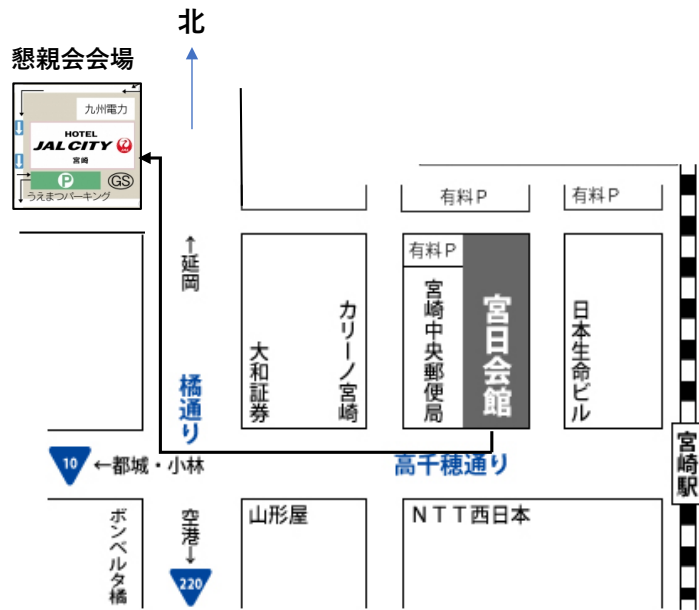 北
懇親会会場
九州電力
HOTEL
JAL CITY
宮崎
P
GS
うえまつパーキング
有料P
有料P
↑延岡
有料P
宮崎中央郵便局
宮日会館
日本生命ビル
カリーノ宮崎
大和証券
橘通り
高千穂通り
宮崎駅
10
←都城・小林
ボンベルタ橘
空港↓
220
山形屋
NTT西日本